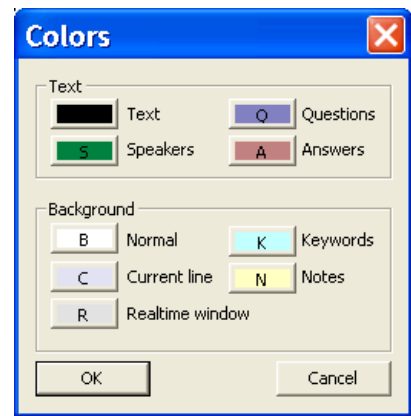 Colors
Text
Text Q Questions
S Speakers A Answers
Background
B Normal K Keywords
C Current line N Notes
R Realtime window
OK Cancel